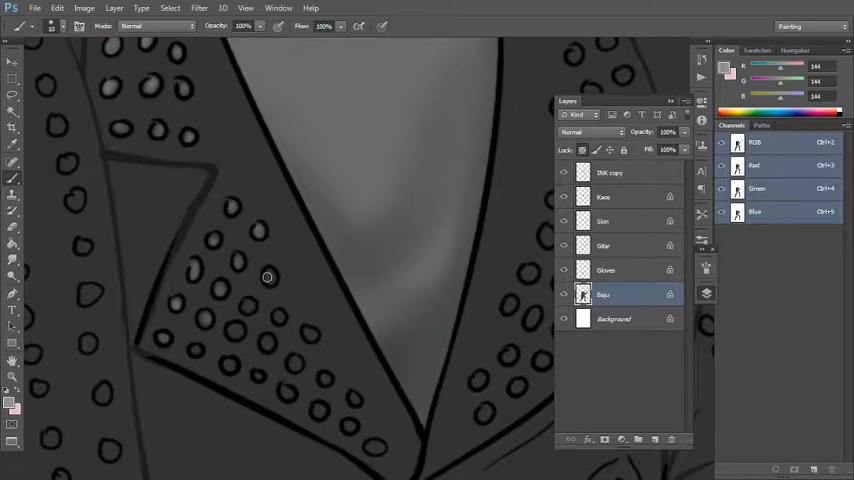 Ps File Edit Image Layer Type Select Filter 3D View Window Help
10 Mode: Normal Opacity: 100% Flow: 100% Painting
Color Swatches Navigator
R 144
G 144
B 144
Layers
Kind
Normal Opacity: 100%
Lock: Fill: 100%
INK copy
Kaos
Skin
Gitar
Gloves
Baju
Background
fx
Channels Paths
RGB Ctrl+2
Red Ctrl+3
Green Ctrl+4
Blue Ctrl+5